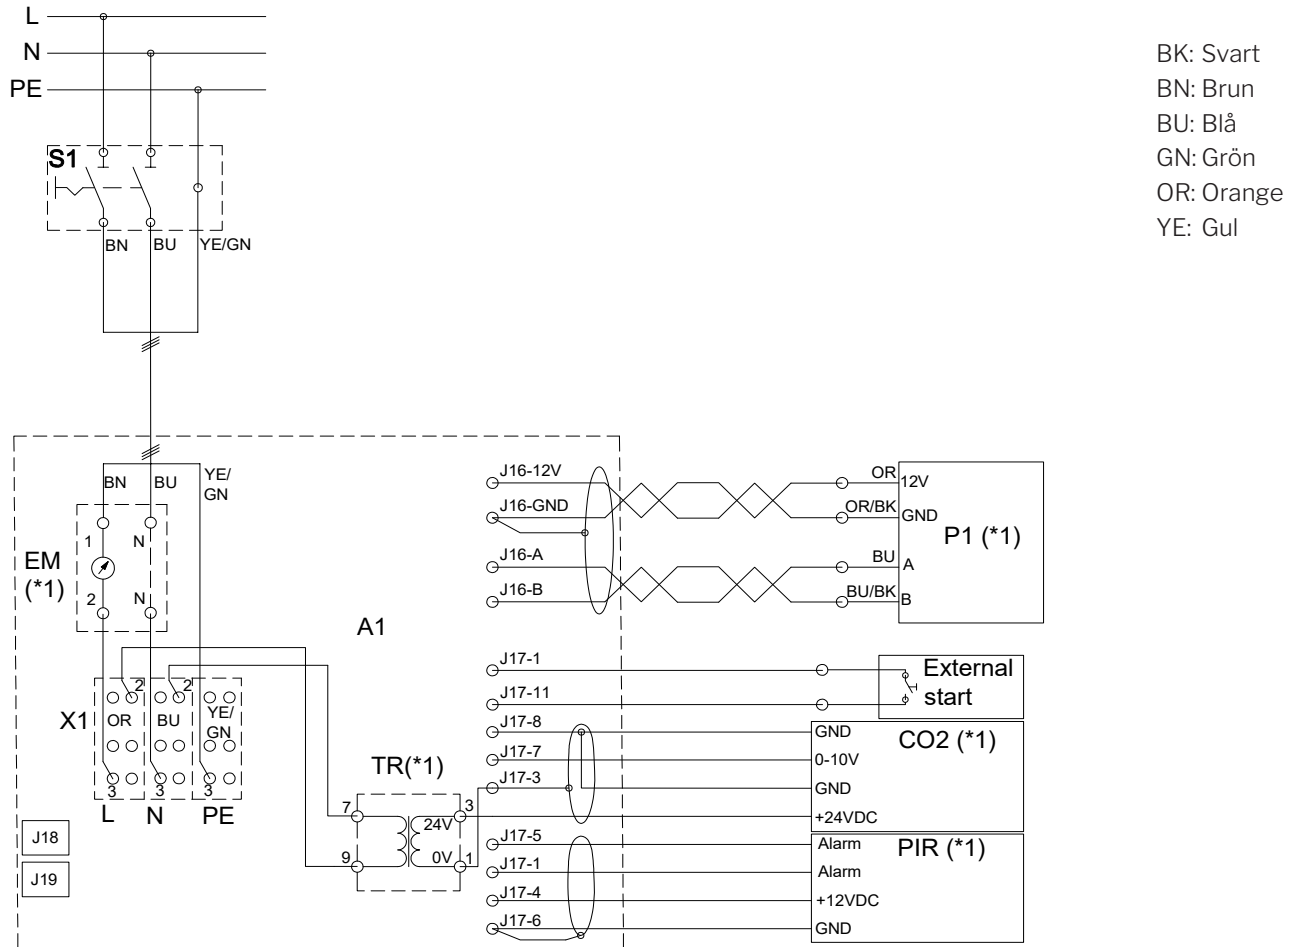 L
N
PE
S1
BN
BU
YE/GN
BK: Svart
BN: Brun
BU: Blå
GN: Grön
OR: Orange
YE: Gul
BN
BU
YE/
GN
EM
(*1)
1
N
2
N
A1
J16-12V
J16-GND
J16-A
J16-B
OR
12V
OR/BK
GND
BU
A
BU/BK
B
P1 (*1)
J17-1
J17-11
External
start
X1
2
2
OR
BU
YE/
GN
3
3
3
L
N
PE
J18
J19
TR(*1)
7
9
24V
0V
3
1
J17-8
J17-7
J17-3
GND
0-10V
GND
+24VDC
CO2 (*1)
J17-5
J17-1
J17-4
J17-6
Alarm
Alarm
+12VDC
GND
PIR (*1)